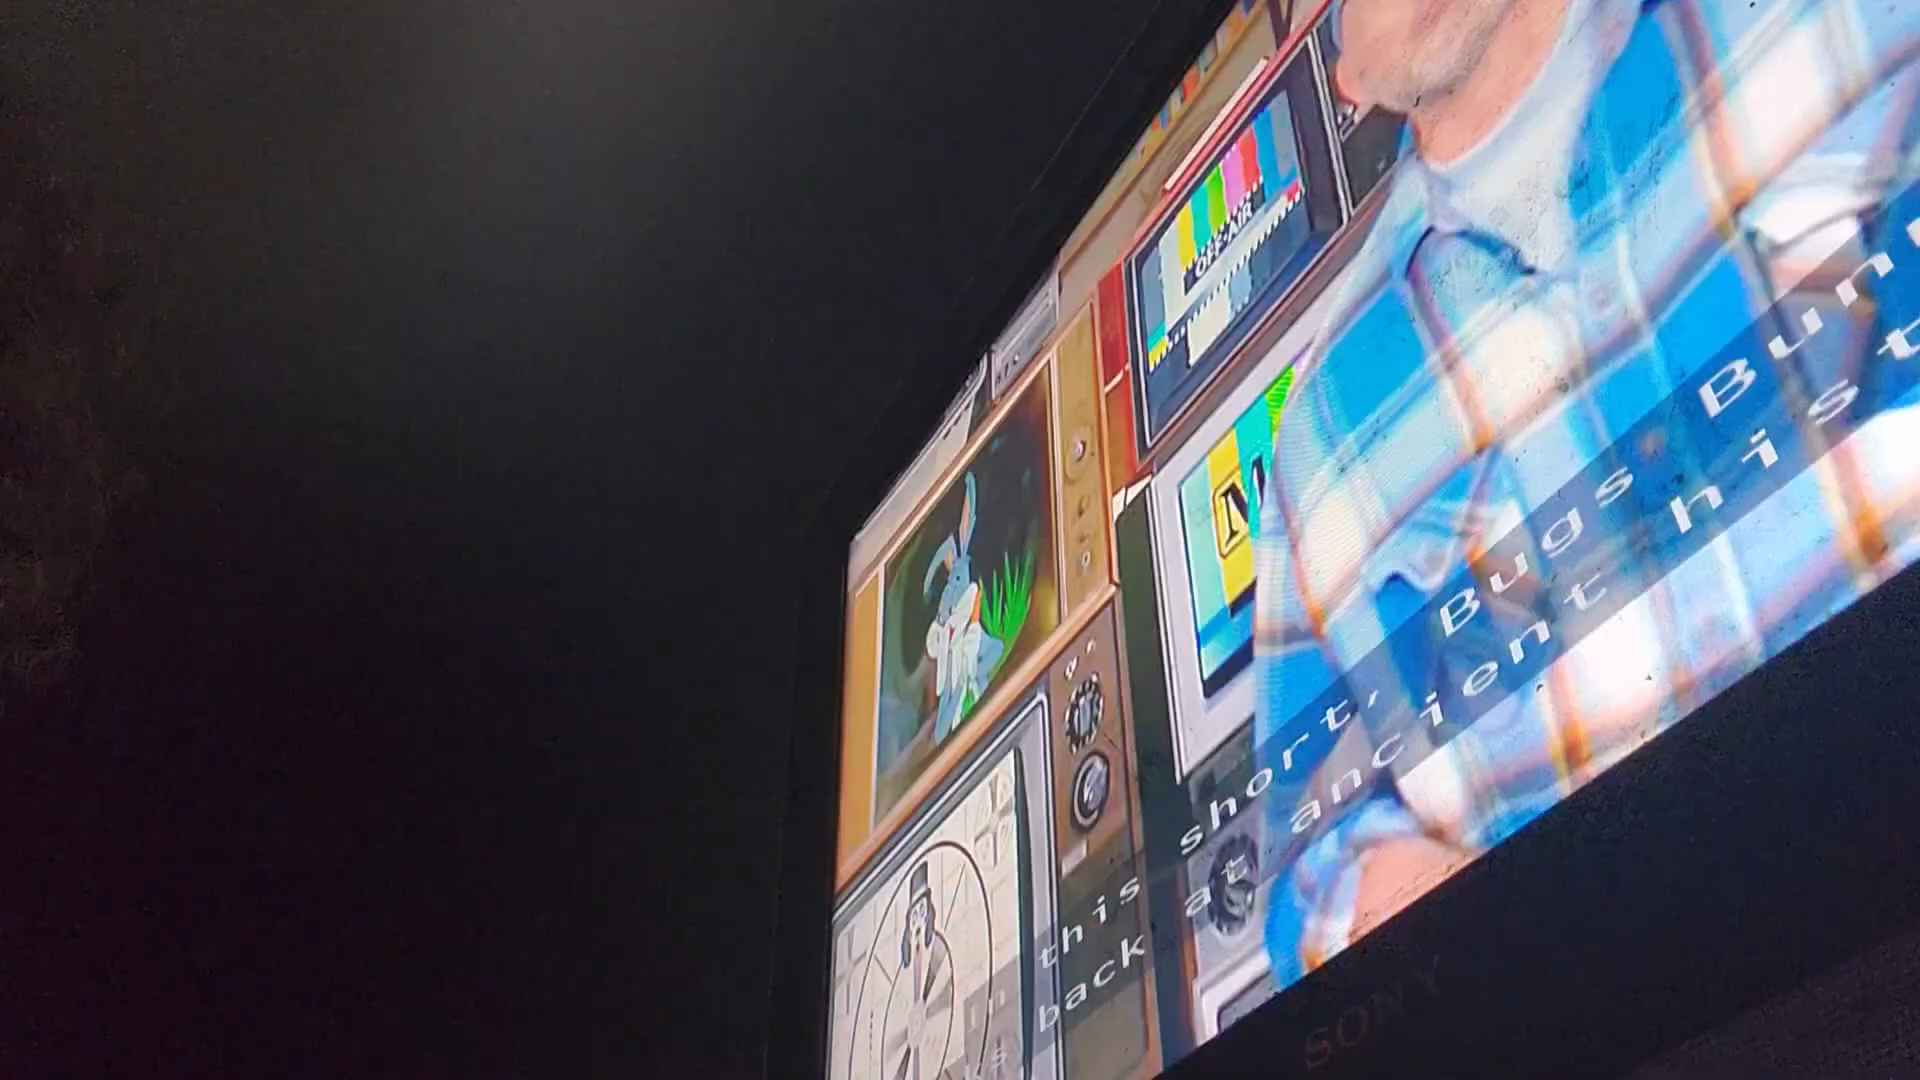 OFF-AIR
M
this short, Bugs Bun
back at ancient hist
SONY